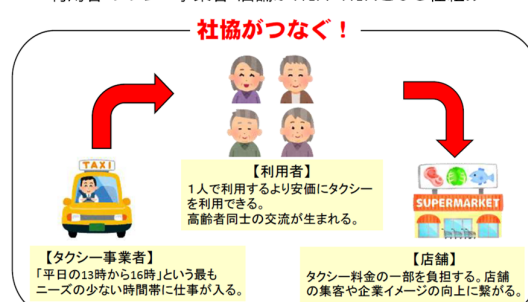 社協がつなぐ！
TAXI
【利用者】
1人で利用するより安価にタクシー
を利用できる。
高齢者同士の交流が生まれる。
SUPERMARKET
【タクシー事業者】
「平日の13時から16時」という最も
ニーズの少ない時間帯に仕事が入る。
【店舗】
タクシー料金の一部を負担する。店舗
の集客や企業イメージの向上に繋がる。